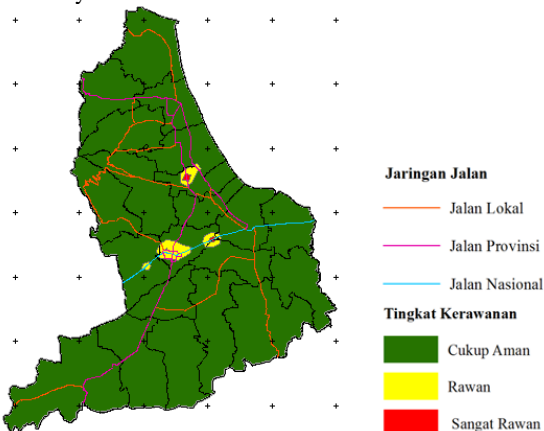 Jaringan Jalan
Jalan Lokal
Jalan Provinsi
Jalan Nasional
Tingkat Kerawanan
Cukup Aman
Rawan
Sangat Rawan